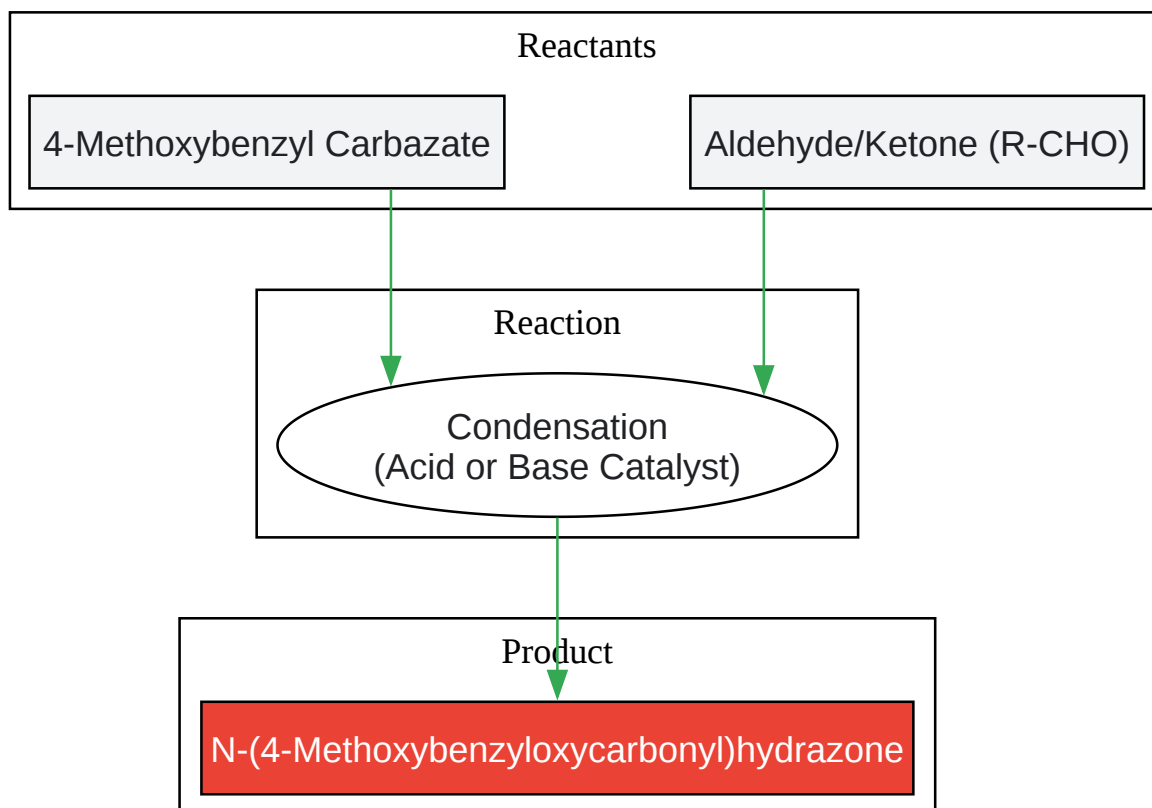 Reactants
4-Methoxybenzyl Carbazate
Aldehyde/Ketone (R-CHO)
Reaction
Condensation
(Acid or Base Catalyst)
Product
N-(4-Methoxybenzyloxycarbonyl)hydrazone